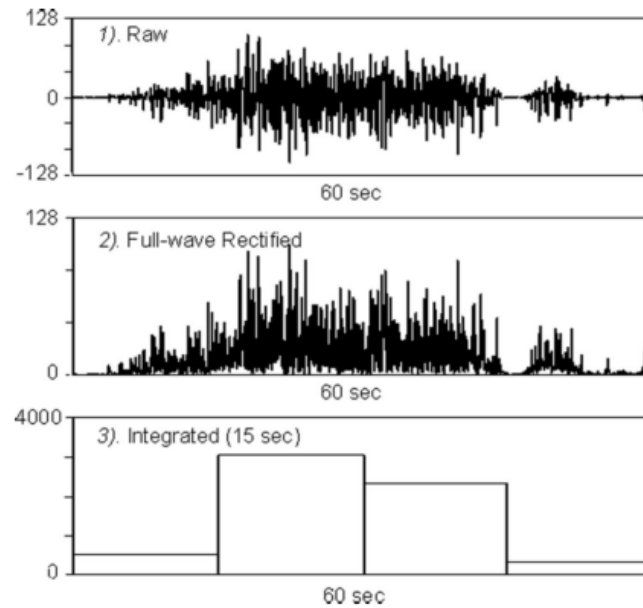 128
1). Raw
0
-128
60 sec
128
2). Full-wave Rectified
0
60 sec
4000
3). Integrated (15 sec)
0
60 sec